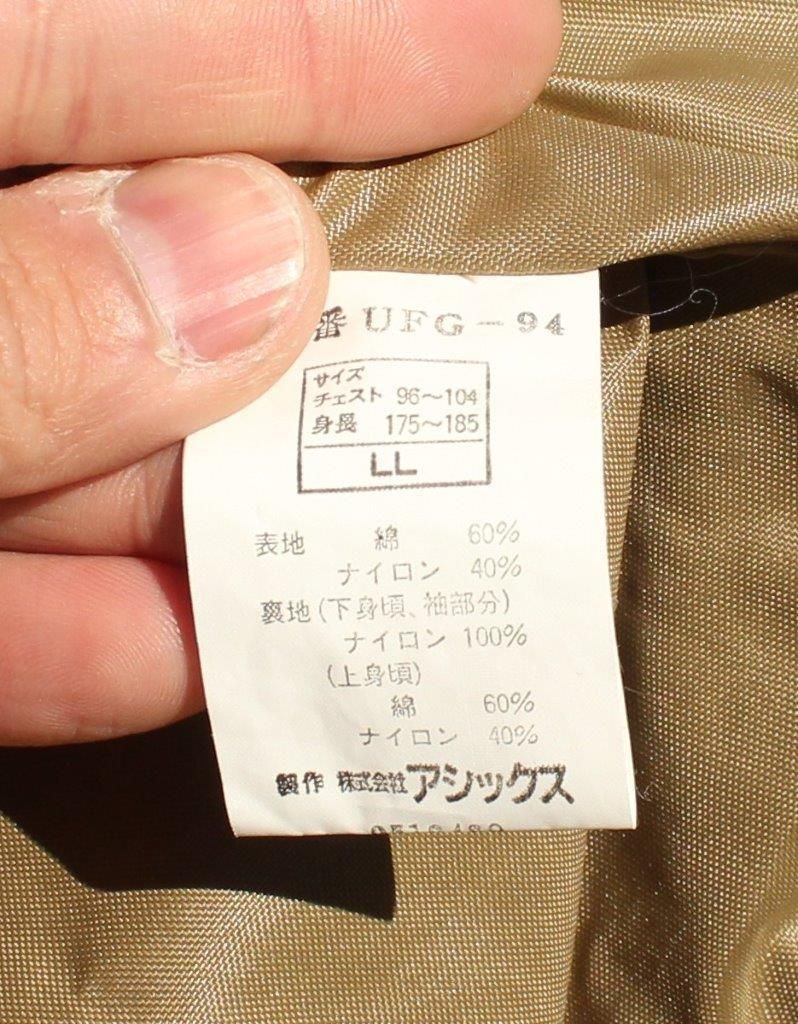 番 UFG-94
サイズ
チェスト 96〜104
身長 175〜185
LL
表地 綿 60%
ナイロン 40%
裏地(下身頃、袖部分)
ナイロン 100%
(上身頃)
綿 60%
ナイロン 40%
製作 株式会社アシックス